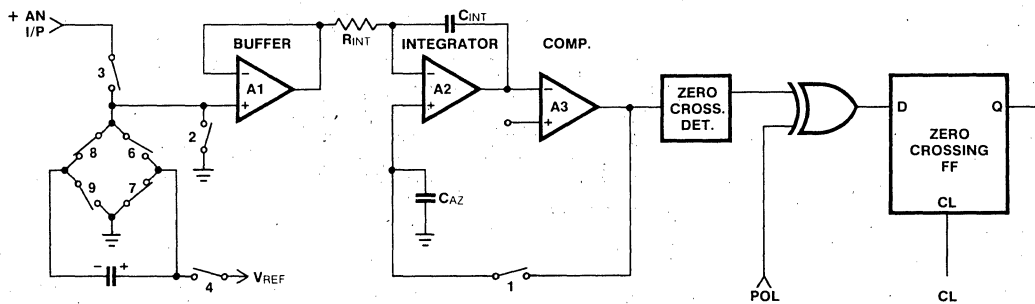 + AN
I/P
3
8
6
9
7
2
− +
4
VREF
BUFFER
−
A1
+
RINT
CINT
INTEGRATOR
−
A2
+
CAZ
COMP.
−
A3
+
1
ZERO
CROSS.
DET.
POL
D
Q
ZERO
CROSSING
FF
CL
CL